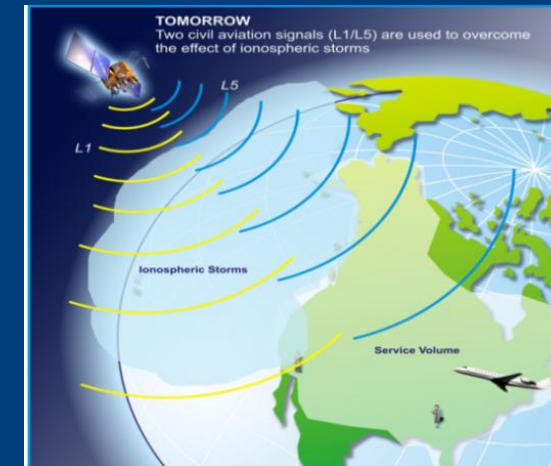 TOMORROW
Two civil aviation signals (L1/L5) are used to overcome
the effect of ionospheric storms
L5
L1
Ionospheric Storms
Service Volume